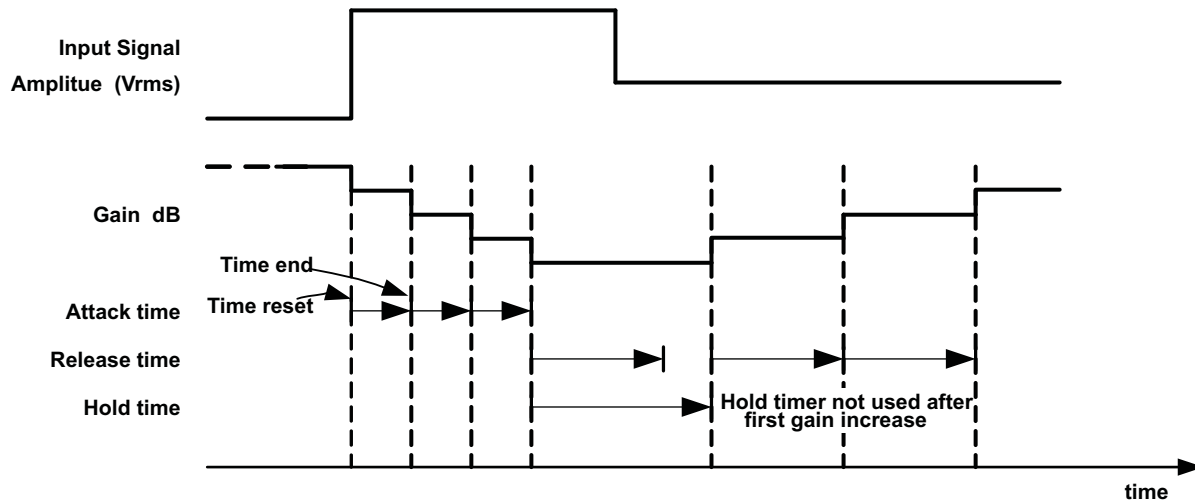 Input Signal
Amplitue (Vrms)
Gain dB
Time end
Time reset
Attack time
Release time
Hold time
Hold timer not used after
first gain increase
time